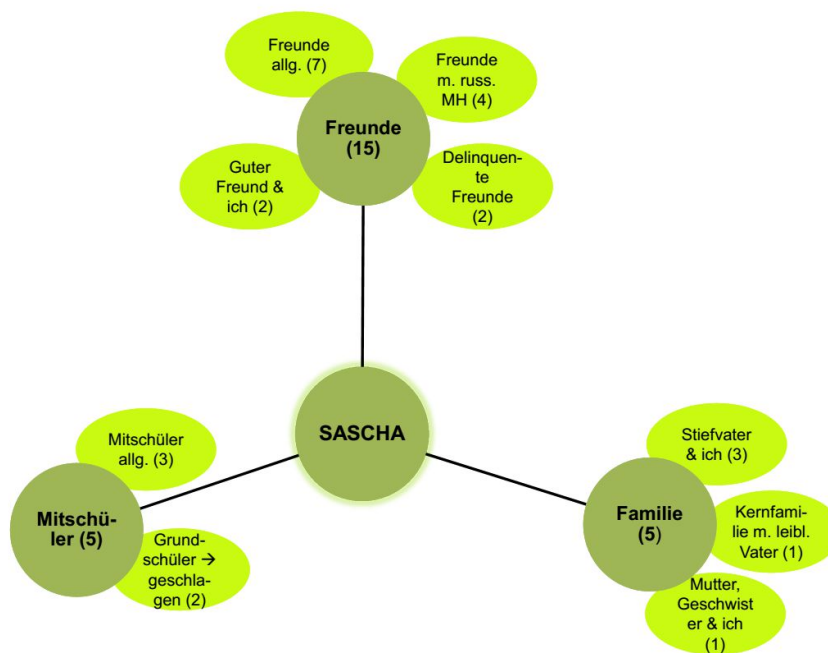 Freunde
allg. (7)
Freunde
m. russ.
MH (4)
Freunde
(15)
Guter
Freund &
ich (2)
Delinquen-
te
Freunde
(2)
SASCHA
Mitschüler
allg. (3)
Mitschü-
ler (5)
Grund-
schüler →
geschla-
gen (2)
Stiefvater
& ich (3)
Familie
(5)
Kernfami-
lie m. leibl.
Vater (1)
Mutter,
Geschwist
er & ich
(1)